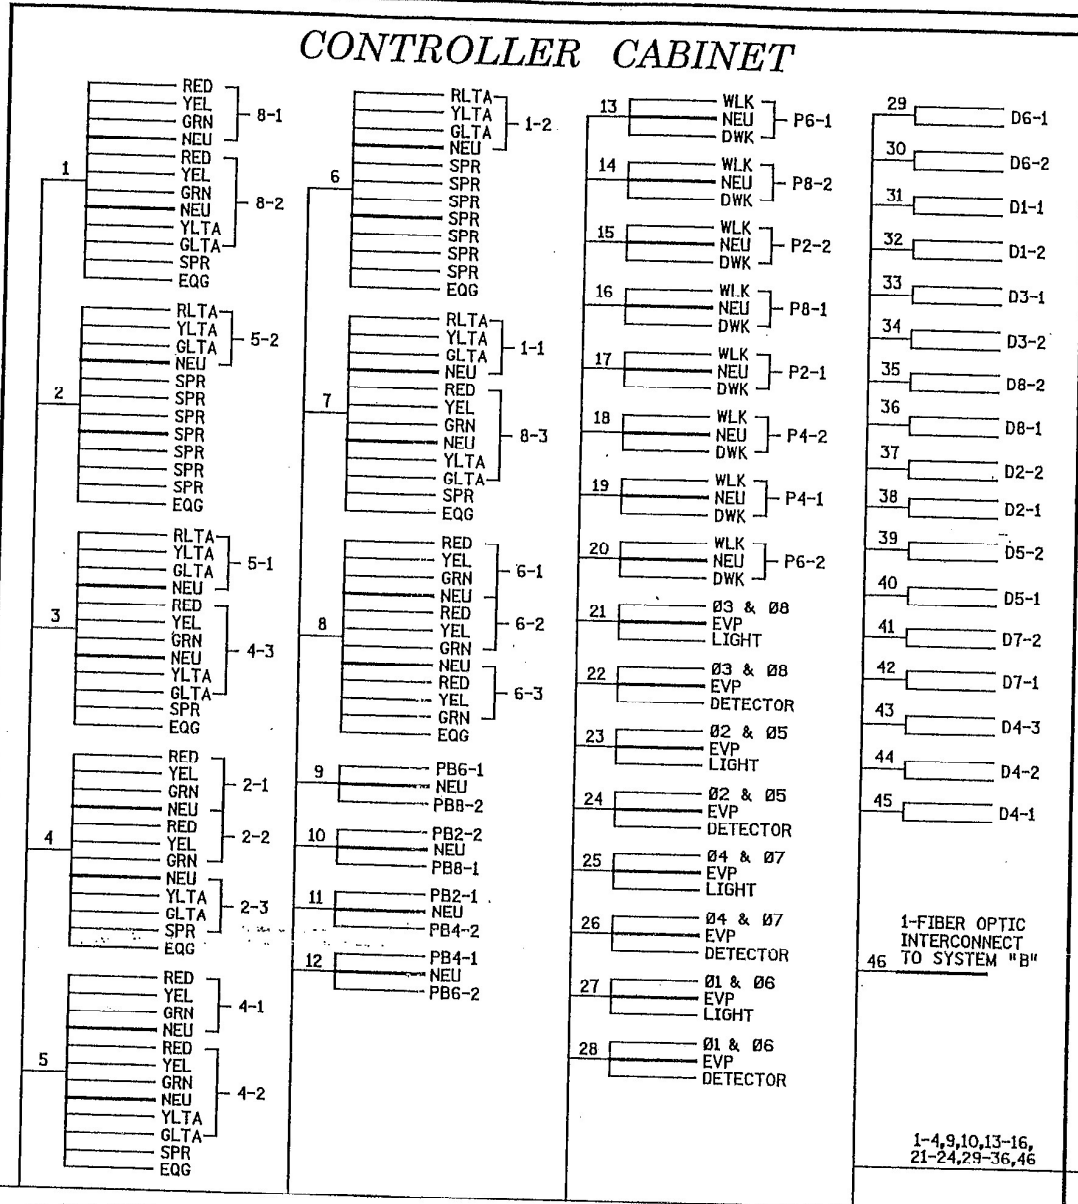 CONTROLLER CABINET
1
RED
YEL
GRN
NEU
8-1
RED
YEL
GRN
NEU
YLTA
GLTA
8-2
SPR
EQG
2
RLTA
YLTA
GLTA
NEU
5-2
SPR
SPR
SPR
SPR
SPR
SPR
SPR
EQG
3
RLTA
YLTA
GLTA
NEU
5-1
RED
YEL
GRN
NEU
YLTA
GLTA
4-3
SPR
EQG
4
RED
YEL
GRN
NEU
2-1
RED
YEL
GRN
2-2
NEU
YLTA
GLTA
SPR
2-3
EQG
5
RED
YEL
GRN
NEU
4-1
RED
YEL
GRN
NEU
YLTA
GLTA
4-2
SPR
EQG
6
RLTA
YLTA
GLTA
NEU
1-2
SPR
SPR
SPR
SPR
SPR
SPR
SPR
EQG
7
RLTA
YLTA
GLTA
NEU
1-1
RED
YEL
GRN
NEU
YLTA
GLTA
8-3
SPR
EQG
8
RED
YEL
GRN
NEU
6-1
RED
YEL
GRN
6-2
NEU
RED
YEL
GRN
6-3
EQG
9
PB6-1
NEU
PB8-2
10
PB2-2
NEU
PB8-1
11
PB2-1
NEU
PB4-2
12
PB4-1
NEU
PB6-2
13
WLK
NEU
DWK
P6-1
14
WLK
NEU
DWK
P8-2
15
WLK
NEU
DWK
P2-2
16
WLK
NEU
DWK
P8-1
17
WLK
NEU
DWK
P2-1
18
WLK
NEU
DWK
P4-2
19
WLK
NEU
DWK
P4-1
20
WLK
NEU
DWK
P6-2
21
Ø3 & Ø8
EVP
LIGHT
22
Ø3 & Ø8
EVP
DETECTOR
23
Ø2 & Ø5
EVP
LIGHT
24
Ø2 & Ø5
EVP
DETECTOR
25
Ø4 & Ø7
EVP
LIGHT
26
Ø4 & Ø7
EVP
DETECTOR
27
Ø1 & Ø6
EVP
LIGHT
28
Ø1 & Ø6
EVP
DETECTOR
29 D6-1
30 D6-2
31 D1-1
32 D1-2
33 D3-1
34 D3-2
35 D8-2
36 D8-1
37 D2-2
38 D2-1
39 D5-2
40 D5-1
41 D7-2
42 D7-1
43 D4-3
44 D4-2
45 D4-1
1-FIBER OPTIC
INTERCONNECT
46 TO SYSTEM "B"
1-4,9,10,13-16,
21-24,29-36,46